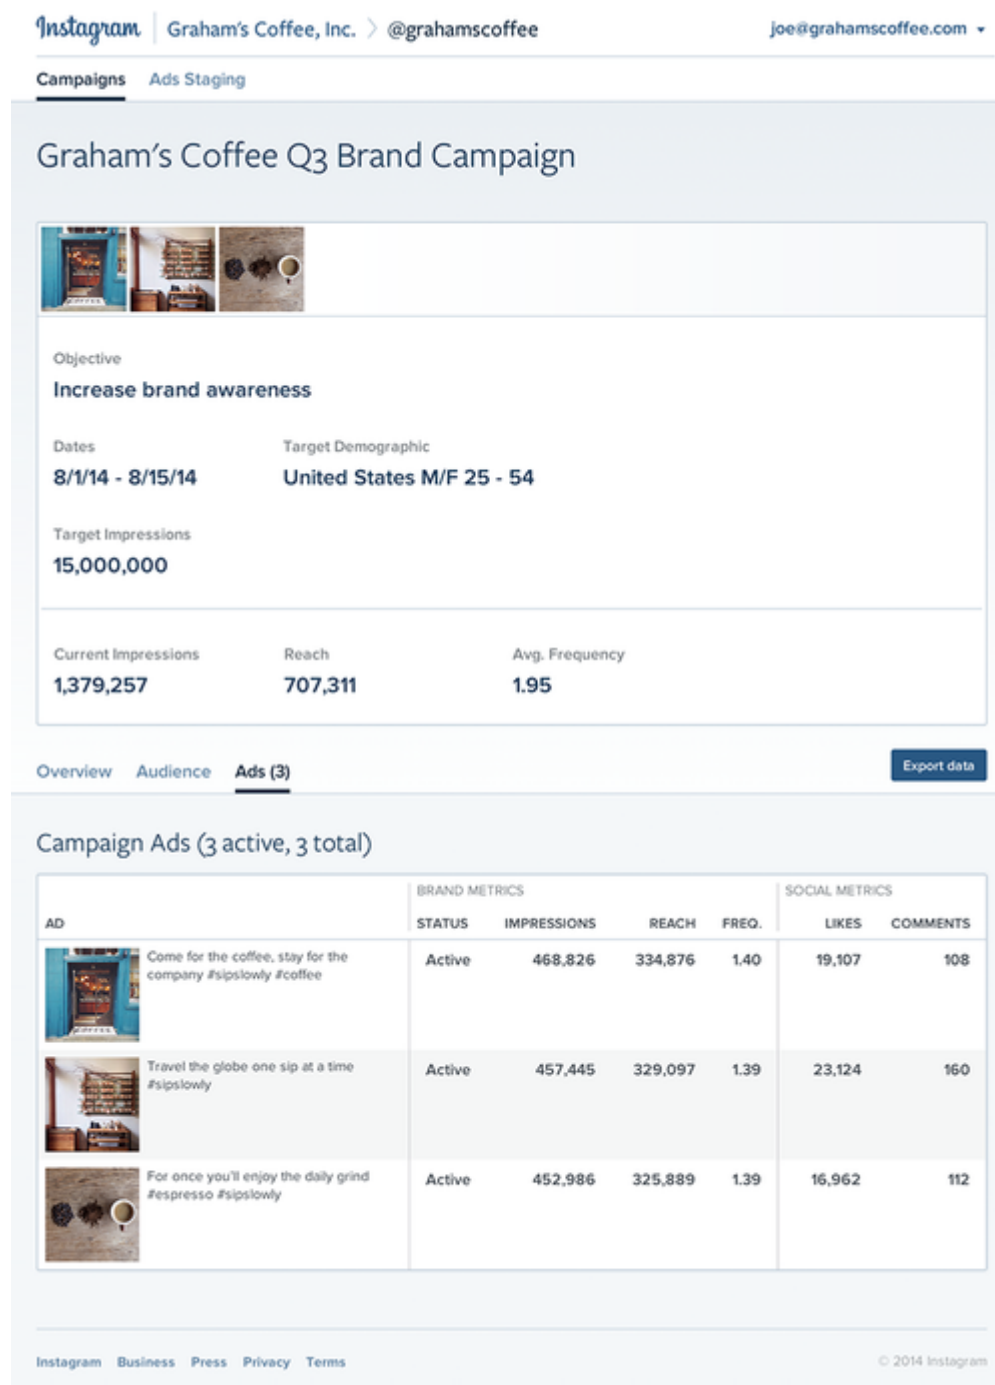 Instagram Graham's Coffee, Inc. > @grahamscoffee joe@grahamscoffee.com
Campaigns Ads Staging
Graham's Coffee Q3 Brand Campaign
Objective
Increase brand awareness
Dates Target Demographic
8/1/14 - 8/15/14 United States M/F 25 - 54
Target Impressions
15,000,000
Current Impressions Reach Avg. Frequency
1,379,257 707,311 1.95
Overview Audience Ads (3) Export data
Campaign Ads (3 active, 3 total)
BRAND METRICS SOCIAL METRICS
AD STATUS IMPRESSIONS REACH FREQ. LIKES COMMENTS
Come for the coffee, stay for the
company #sipslowly #coffee
Active 468,826 334,876 1.40 19,107 108
Travel the globe one sip at a time
#sipslowly
Active 457,445 329,097 1.39 23,124 160
For once you'll enjoy the daily grind
#espresso #sipslowly
Active 452,986 325,889 1.39 16,962 112
Instagram Business Press Privacy Terms © 2014 Instagram